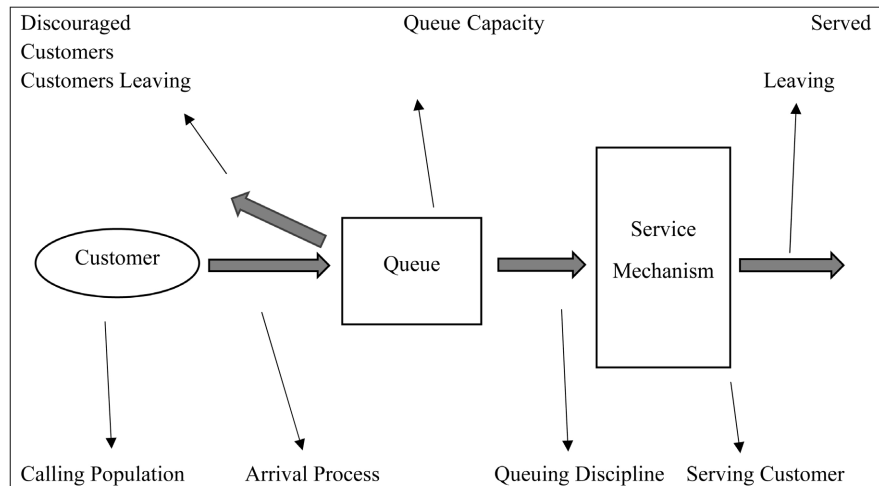 Discouraged
Customers
Customers Leaving
Queue Capacity
Served
Leaving
Customer
Queue
Service
Mechanism
Calling Population
Arrival Process
Queuing Discipline
Serving Customer